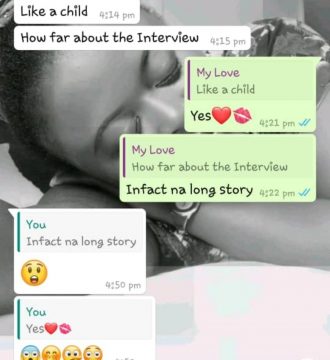 Like a child 4:14 pm
How far about the Interview 4:15 pm
My Love
Like a child
Yes❤️💋 4:21 pm
My Love
How far about the Interview
Infact na long story 4:22 pm
You
Infact na long story
😲
4:50 pm
You
Yes❤️💋
😨🤗😳😳